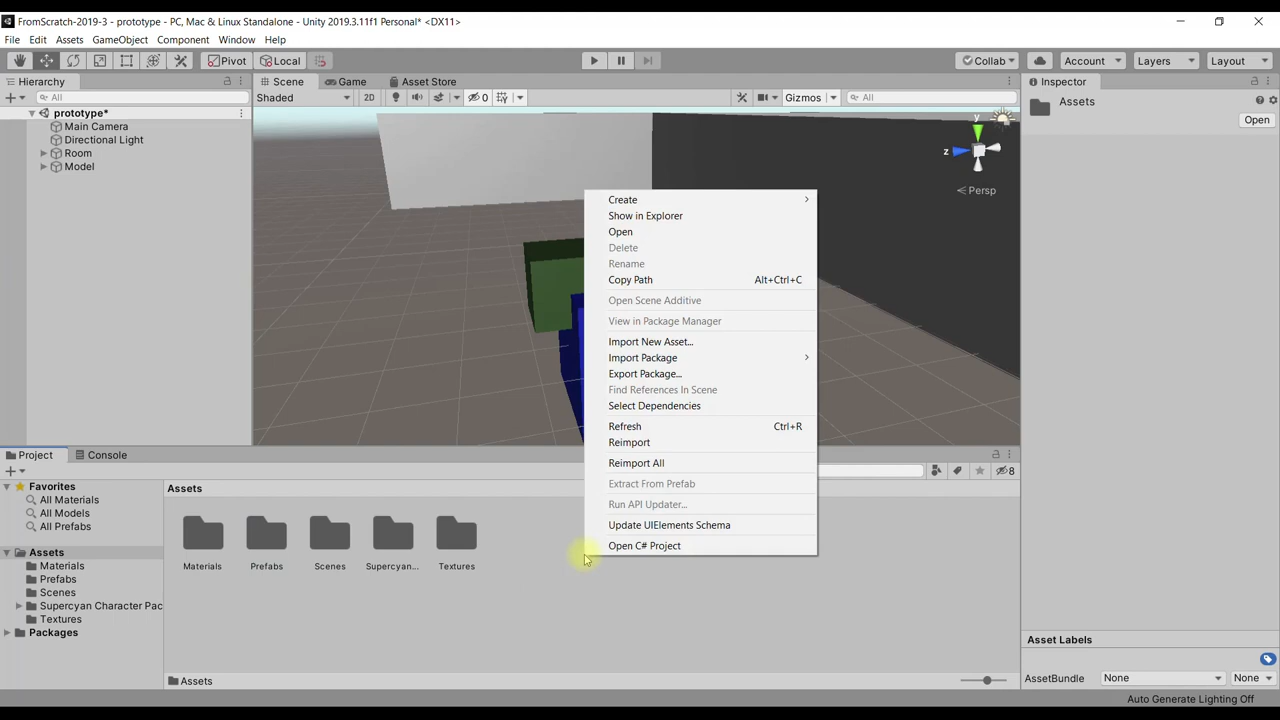 FromScratch-2019-3 - prototype - PC, Mac & Linux Standalone - Unity 2019.3.11f1 Personal* <DX11>
File Edit Assets GameObject Component Window Help
Pivot Local Collab Account Layers Layout
Hierarchy Scene Game Asset Store Inspector
All Shaded 2D 0 Gizmos All Assets
Open
prototype*
Main Camera
Directional Light
Room
Model
y
z
Persp
Create
Show in Explorer
Open
Delete
Rename
Copy Path Alt+Ctrl+C
Open Scene Additive
View in Package Manager
Import New Asset...
Import Package
Export Package...
Find References In Scene
Select Dependencies
Refresh Ctrl+R
Reimport
Reimport All
Extract From Prefab
Run API Updater...
Update UIElements Schema
Open C# Project
Project Console
8
Favorites
All Materials
All Models
All Prefabs
Assets
Materials
Prefabs
Scenes
Supercyan Character Pac
Textures
Packages
Assets
Materials Prefabs Scenes Supercyan... Textures
Assets
Asset Labels
AssetBundle None None
Auto Generate Lighting Off